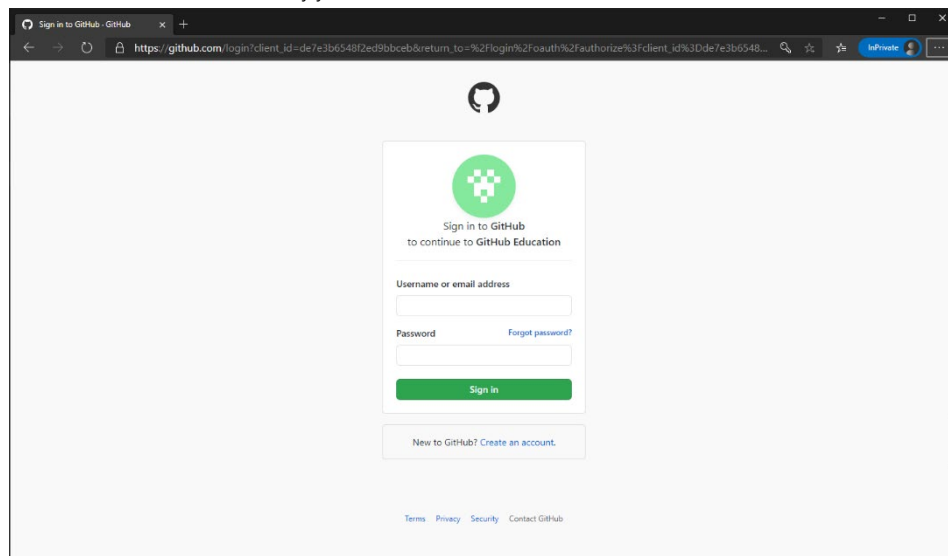 Sign in to GitHub · GitHub
https://github.com/login?client_id=de7e3b6548f2ed9bbceb&return_to=%2Flogin%2Foauth%2Fauthorize%3Fclient_id%3Dde7e3b6548...
InPrivate
Sign in to GitHub
to continue to GitHub Education
Username or email address
Password Forgot password?
Sign in
New to GitHub? Create an account.
Terms Privacy Security Contact GitHub